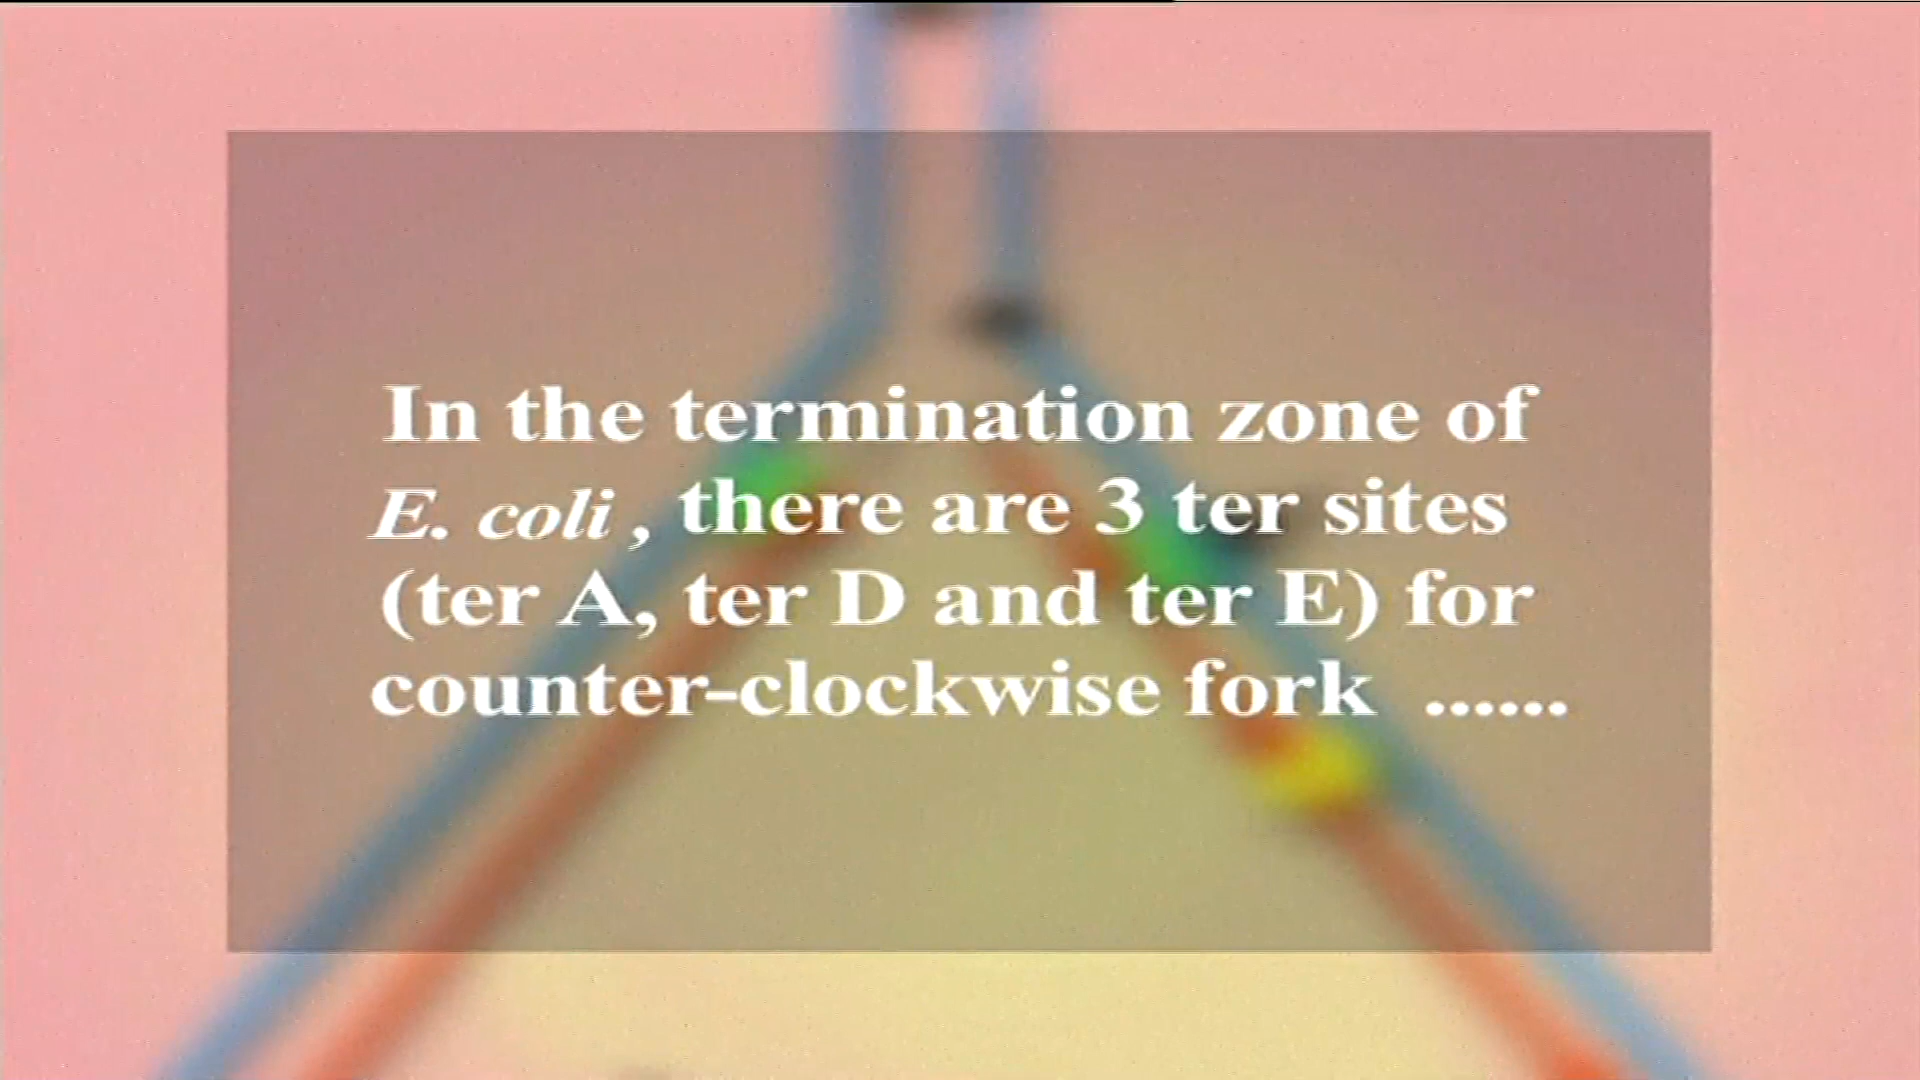 In the termination zone of
E. coli , there are 3 ter sites
(ter A, ter D and ter E) for
counter-clockwise fork ......